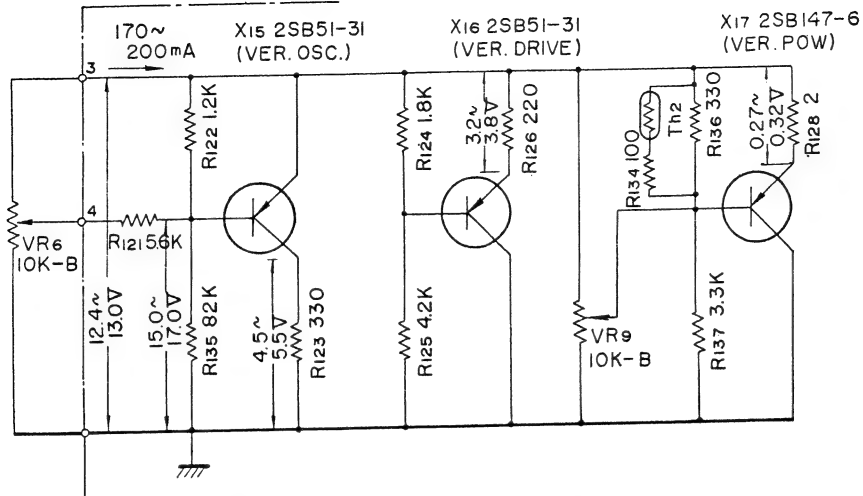 170~
200mA
X15 2SB51-31
(VER. OSC.)
X16 2SB51-31
(VER. DRIVE)
X17 2SB147-6
(VER. POW)
3
R122 1.2K
R124 1.8K
3.2~
3.8V
R126 220
Th2
R134 100
R136 330
0.27~
0.32V
R128 2
4
VR6
10K-B
R121 5.6K
12.4~
13.0V
15.0~
17.0V
R135 82K
4.5~
5.5V
R123 330
R125 4.2K
VR9
10K-B
R137 3.3K